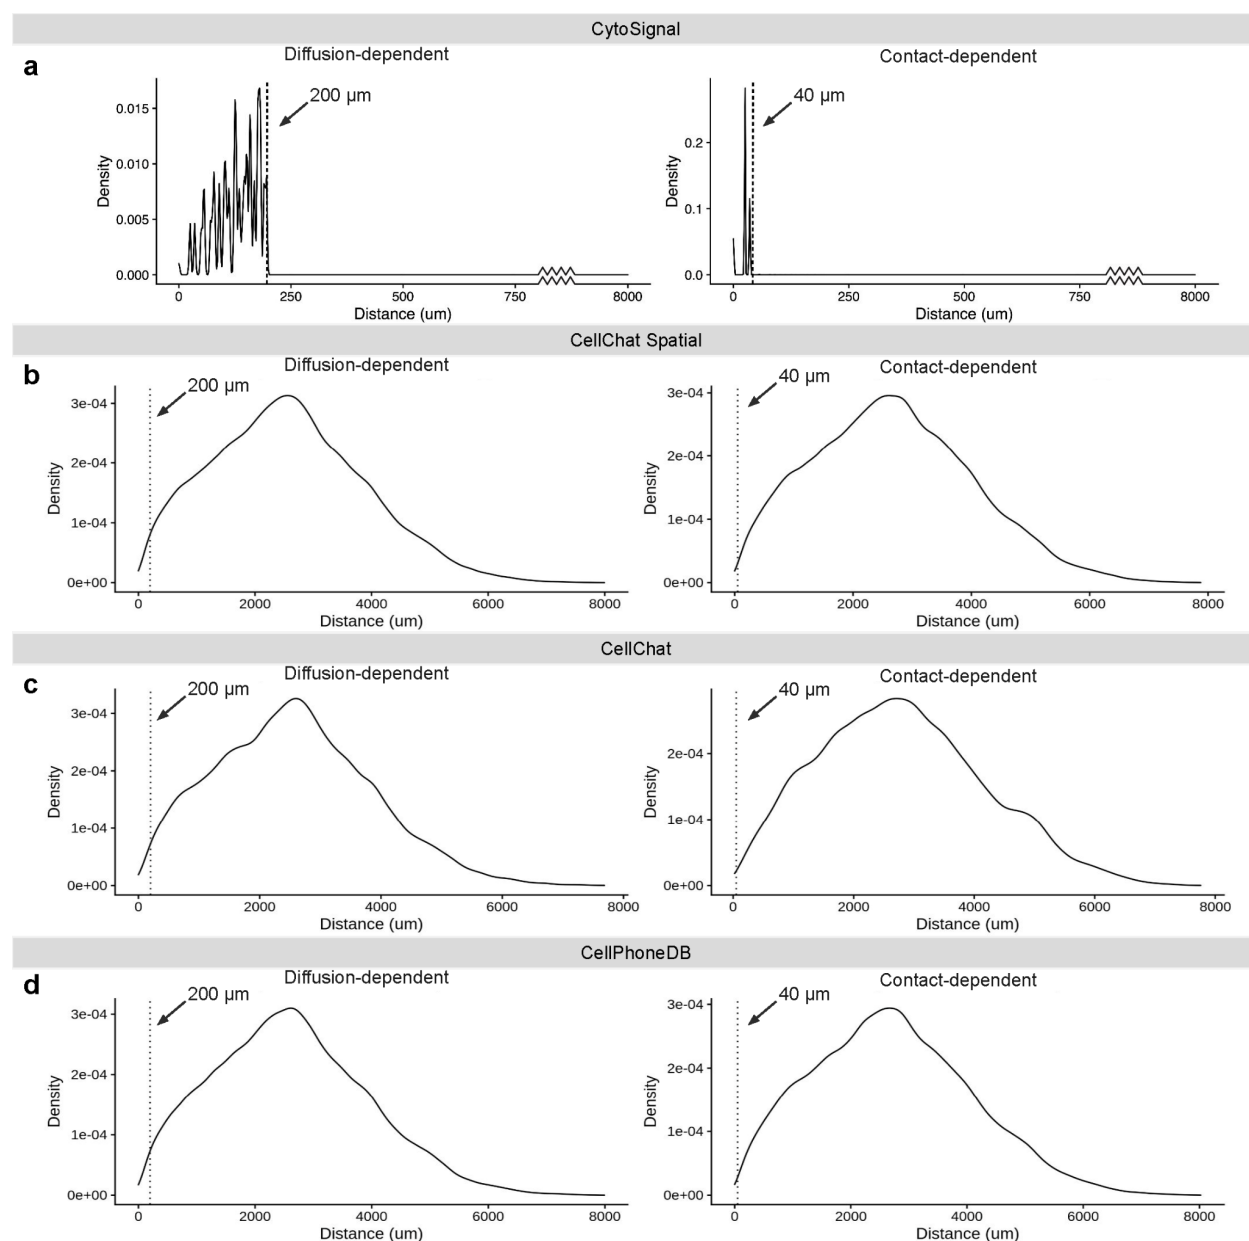 CytoSignal
a
Diffusion-dependent
Contact-dependent
200 µm
40 µm
Density
0.015
0.010
0.005
0.000
0
250
500
750
8000
Distance (um)
Density
0.2
0.1
0.0
0
250
500
750
8000
Distance (um)
CellChat Spatial
b
Diffusion-dependent
Contact-dependent
200 µm
40 µm
Density
3e-04
2e-04
1e-04
0e+00
0
2000
4000
6000
8000
Distance (um)
Density
3e-04
2e-04
1e-04
0e+00
0
2000
4000
6000
8000
Distance (um)
CellChat
c
Diffusion-dependent
Contact-dependent
200 µm
40 µm
Density
3e-04
2e-04
1e-04
0e+00
0
2000
4000
6000
8000
Distance (um)
Density
2e-04
1e-04
0e+00
0
2000
4000
6000
8000
Distance (um)
CellPhoneDB
d
Diffusion-dependent
Contact-dependent
200 µm
40 µm
Density
3e-04
2e-04
1e-04
0e+00
0
2000
4000
6000
8000
Distance (um)
Density
3e-04
2e-04
1e-04
0e+00
0
2000
4000
6000
8000
Distance (um)